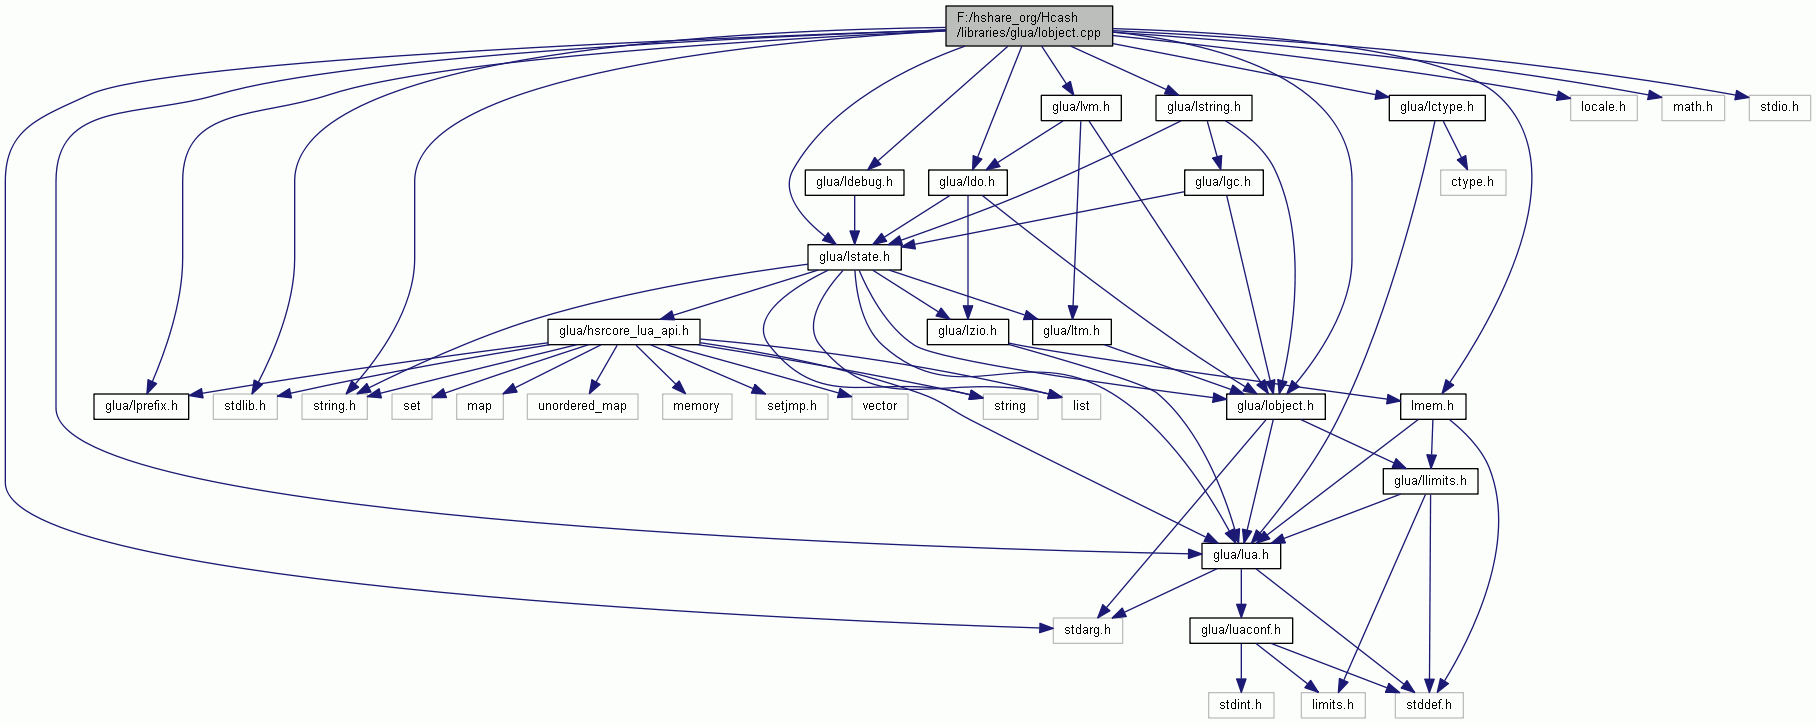 F:/hshare_org/Hcash
/libraries/glua/lobject.cpp
glua/lvm.h
glua/lstring.h
glua/lctype.h
locale.h
math.h
stdio.h
glua/ldebug.h
glua/ldo.h
glua/lgc.h
ctype.h
glua/lstate.h
glua/hsrcore_lua_api.h
glua/lzio.h
glua/ltm.h
glua/lprefix.h
stdlib.h
string.h
set
map
unordered_map
memory
setjmp.h
vector
string
list
glua/lobject.h
lmem.h
glua/llimits.h
glua/lua.h
stdarg.h
glua/luaconf.h
stdint.h
limits.h
stddef.h